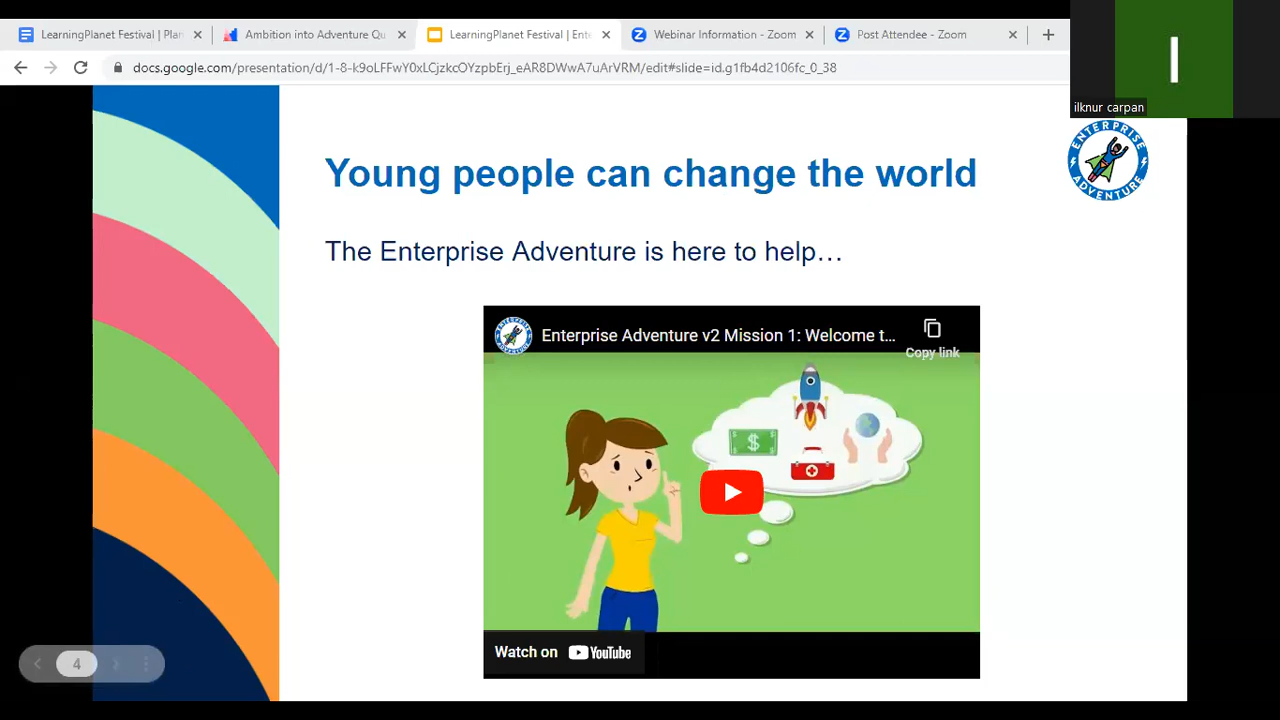 LearningPlanet Festival | Plan
Ambition into Adventure Qu
LearningPlanet Festival | Ente
Webinar Information - Zoom
Post Attendee - Zoom
docs.google.com/presentation/d/1-8-k9oLFFwY0xLCjzkcOYzpbErj_eAR8DWwA7uArVRM/edit#slide=id.g1fb4d2106fc_0_38
I
ilknur carpan
ENTERPRISE
ADVENTURE
Young people can change the world
The Enterprise Adventure is here to help…
Enterprise Adventure v2 Mission 1: Welcome t...
Copy link
$
Watch on YouTube
4